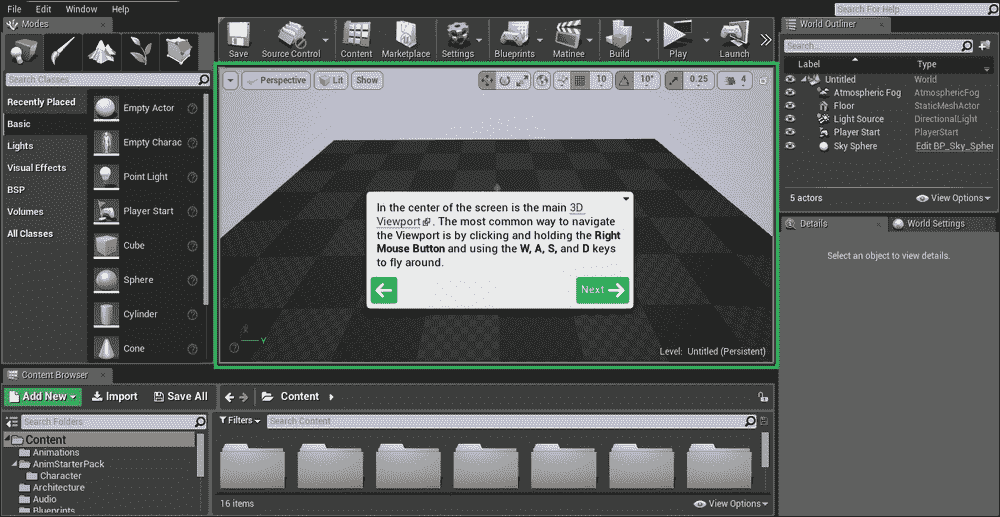 File Edit Window Help
Search For Help
Modes
Search Classes
Recently Placed
Basic
Lights
Visual Effects
BSP
Volumes
All Classes
Empty Actor
Empty Charac
Point Light
Player Start
Cube
Sphere
Cylinder
Cone
Save
Source Control
Content
Marketplace
Settings
Blueprints
Matinee
Build
Play
Launch
Perspective
Lit
Show
10
10°
0.25
4
In the center of the screen is the main 3D
Viewport. The most common way to navigate
the Viewport is by clicking and holding the Right
Mouse Button and using the W, A, S, and D keys
to fly around.
Next
Y
Level: Untitled (Persistent)
World Outliner
Search...
Label Type
Untitled World
Atmospheric Fog AtmosphericFog
Floor StaticMeshActor
Light Source DirectionalLight
Player Start PlayerStart
Sky Sphere Edit BP_Sky_Spher
5 actors
View Options
Details
World Settings
Select an object to view details.
Content Browser
Add New
Import
Save All
Content
Search Folders
Content
Animations
AnimStarterPack
Character
Architecture
Audio
Blueprints
Filters
Search Content
16 items
View Options